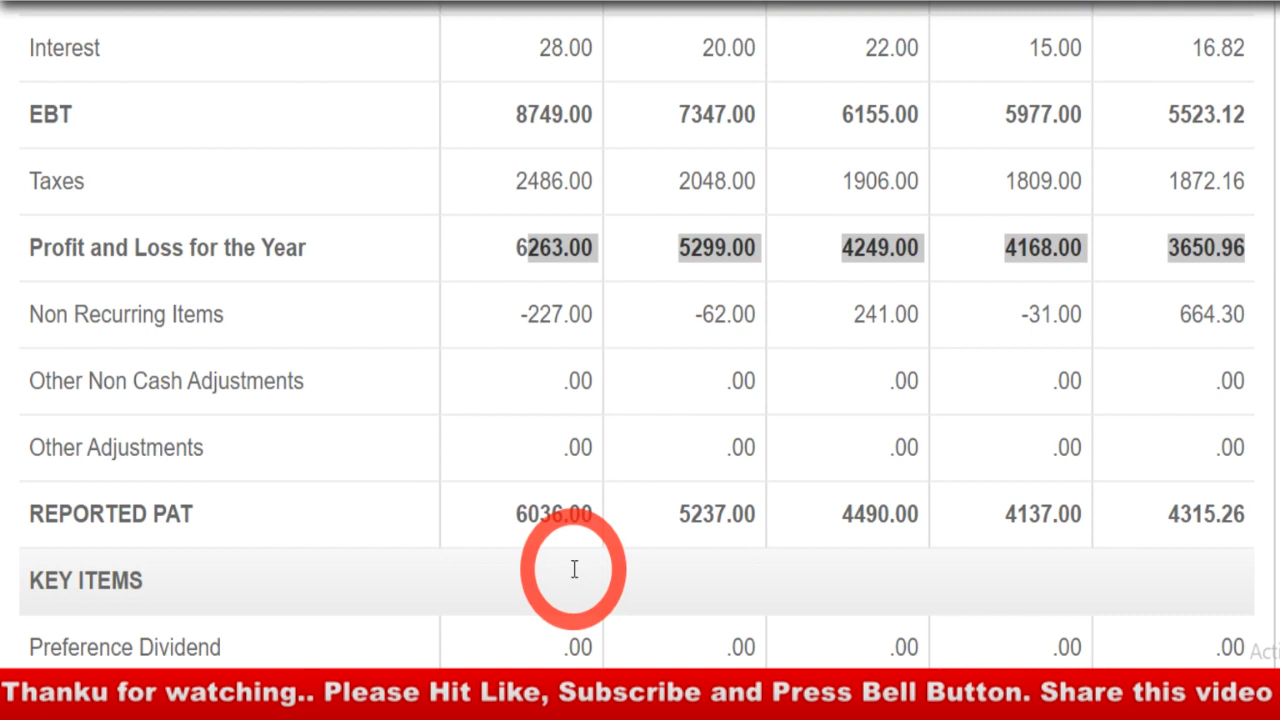 Interest 28.00 20.00 22.00 15.00 16.82
EBT 8749.00 7347.00 6155.00 5977.00 5523.12
Taxes 2486.00 2048.00 1906.00 1809.00 1872.16
Profit and Loss for the Year 6263.00 5299.00 4249.00 4168.00 3650.96
Non Recurring Items -227.00 -62.00 241.00 -31.00 664.30
Other Non Cash Adjustments .00 .00 .00 .00 .00
Other Adjustments .00 .00 .00 .00 .00
REPORTED PAT 6036.00 5237.00 4490.00 4137.00 4315.26
KEY ITEMS
Preference Dividend .00 .00 .00 .00 .00 Acti
Thanku for watching.. Please Hit Like, Subscribe and Press Bell Button. Share this video